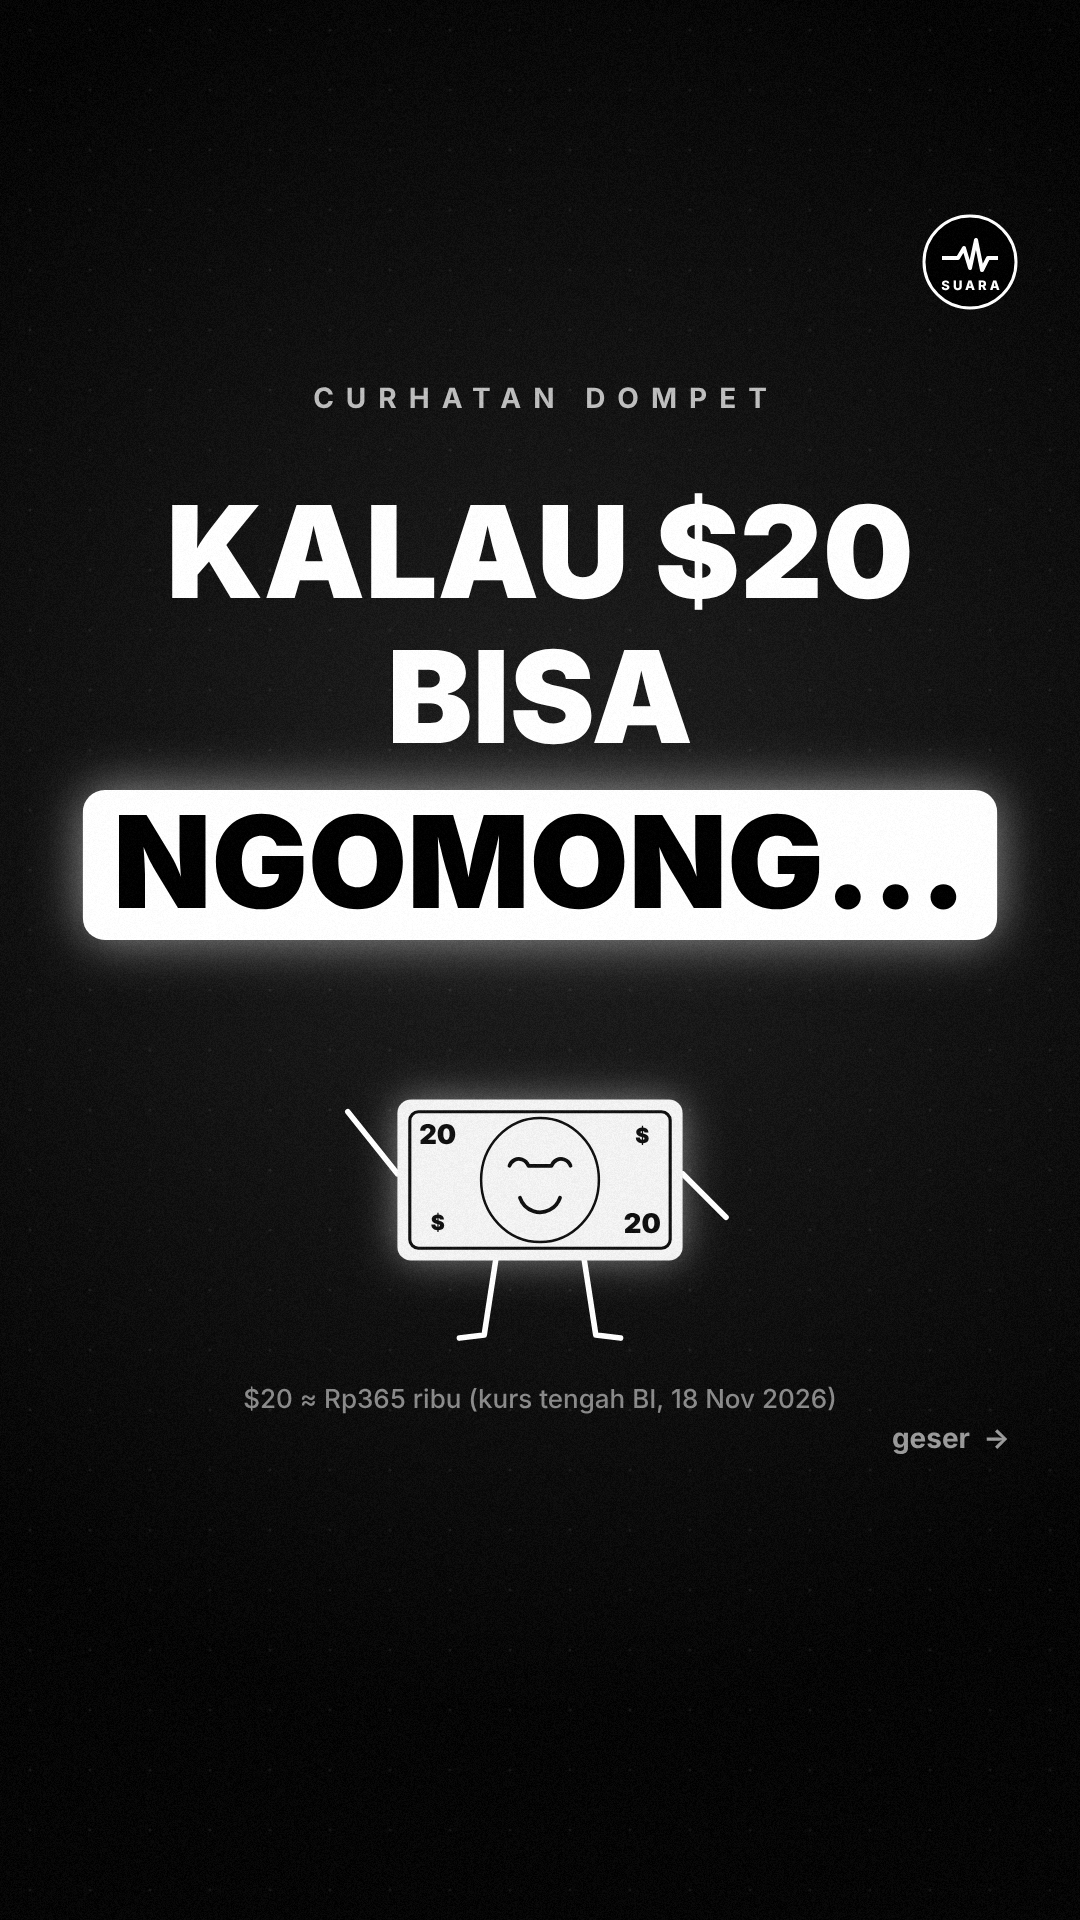 SUARA
CURHATAN DOMPET
KALAU $20
BISA
NGOMONG...
20 $
$ 20
$20 ≈ Rp365 ribu (kurs tengah BI, 18 Nov 2026)
geser →